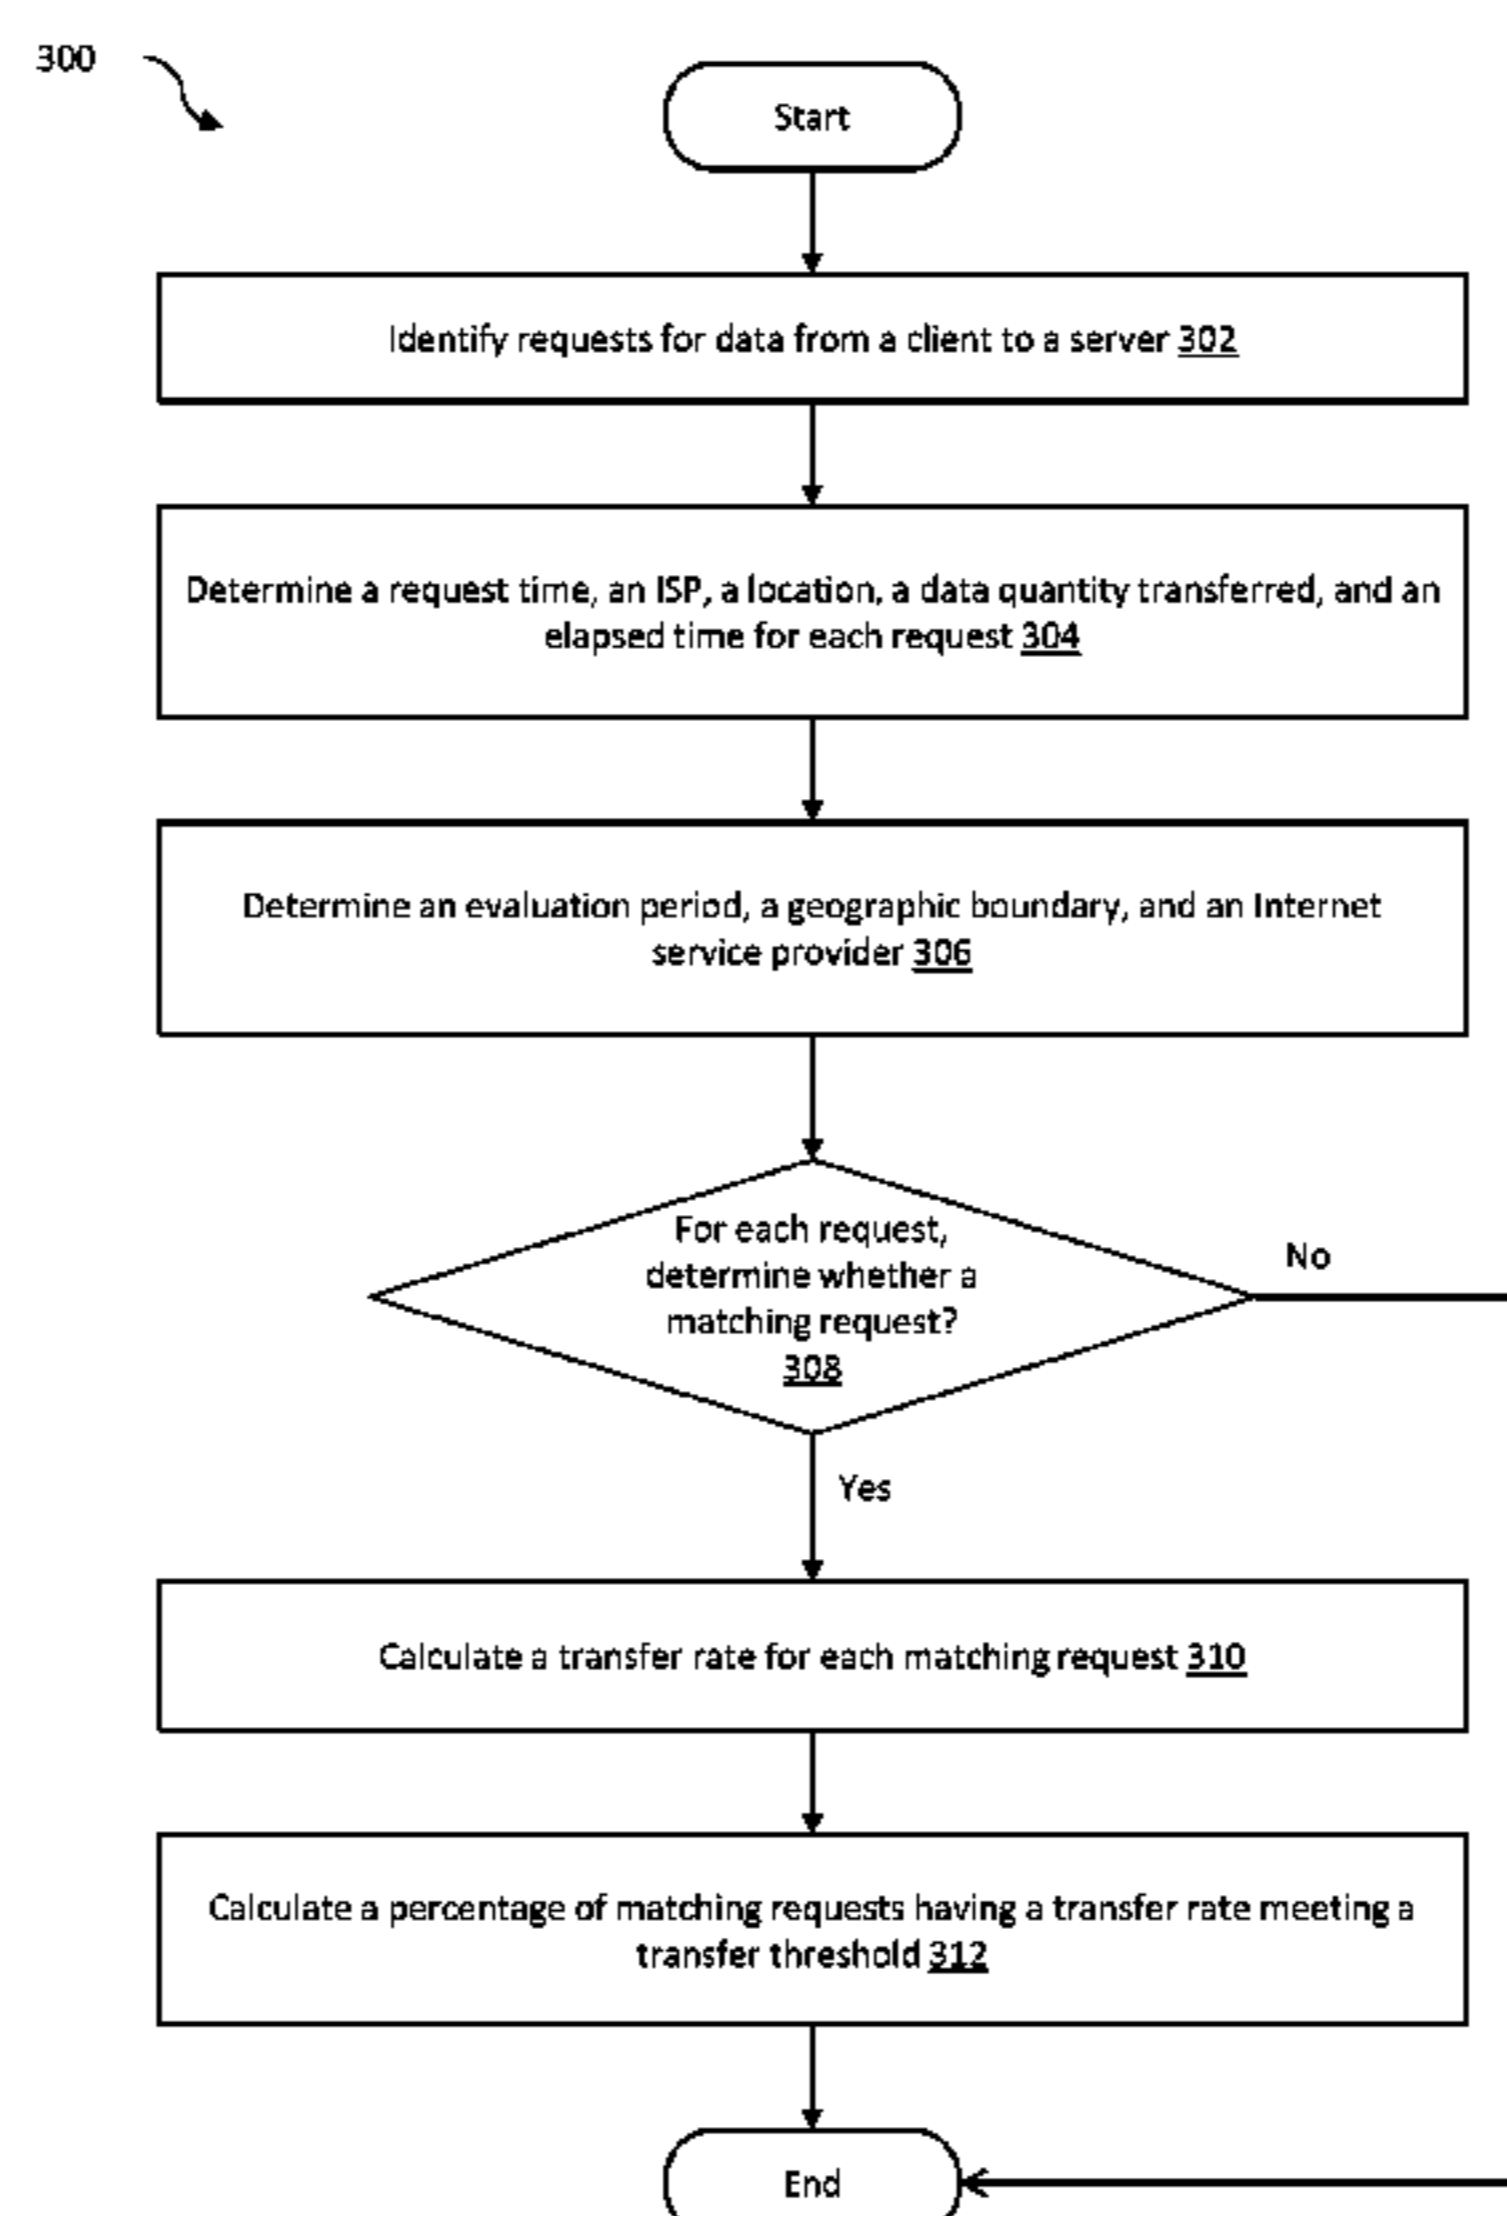 300
Start
Identify requests for data from a client to a server 302
Determine a request time, an ISP, a location, a data quantity transferred, and an
elapsed time for each request 304
Determine an evaluation period, a geographic boundary, and an Internet
service provider 306
For each request,
determine whether a
matching request?
308
No
Yes
Calculate a transfer rate for each matching request 310
Calculate a percentage of matching requests having a transfer rate meeting a
transfer threshold 312
End